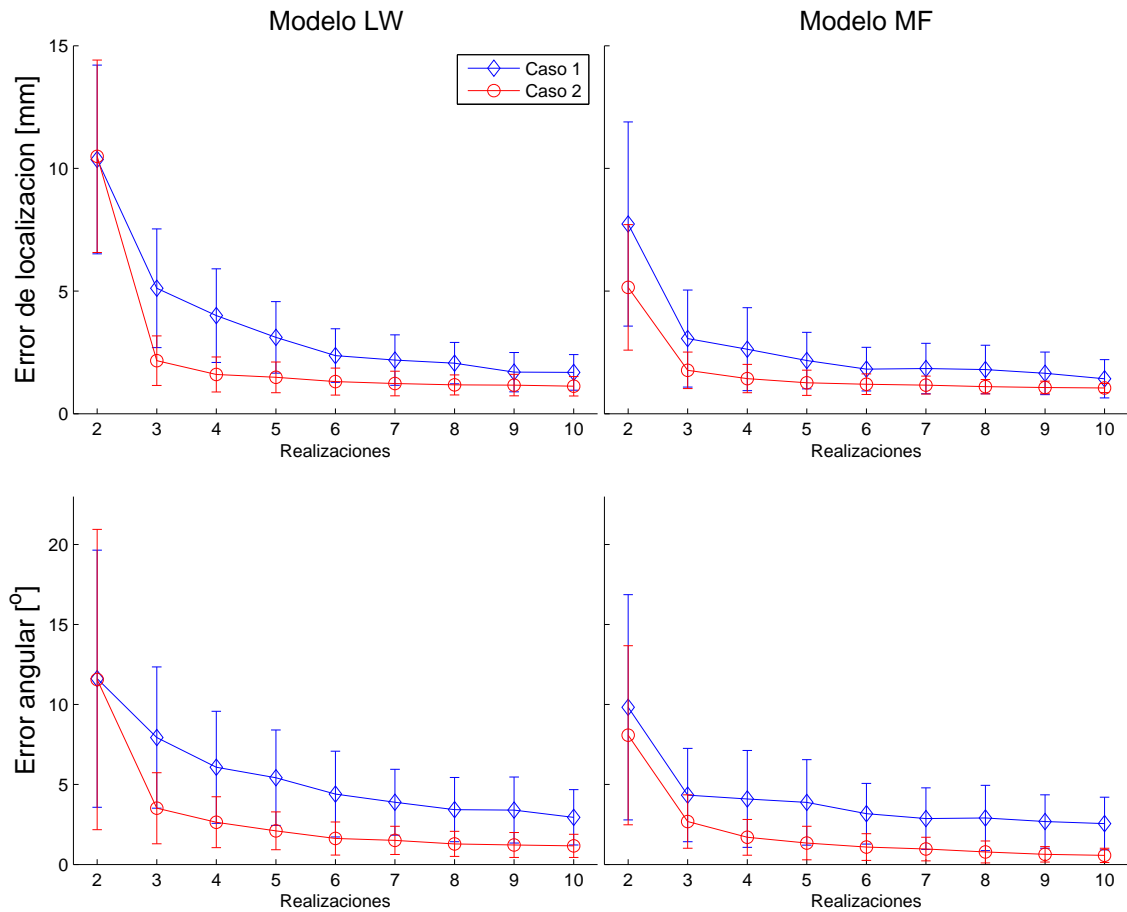 Modelo LW
Modelo MF
Caso 1
Caso 2
Error de localizacion [mm]
15
10
5
0
2 3 4 5 6 7 8 9 10
Realizaciones
2 3 4 5 6 7 8 9 10
Realizaciones
Error angular [º]
20
15
10
5
0
2 3 4 5 6 7 8 9 10
Realizaciones
2 3 4 5 6 7 8 9 10
Realizaciones